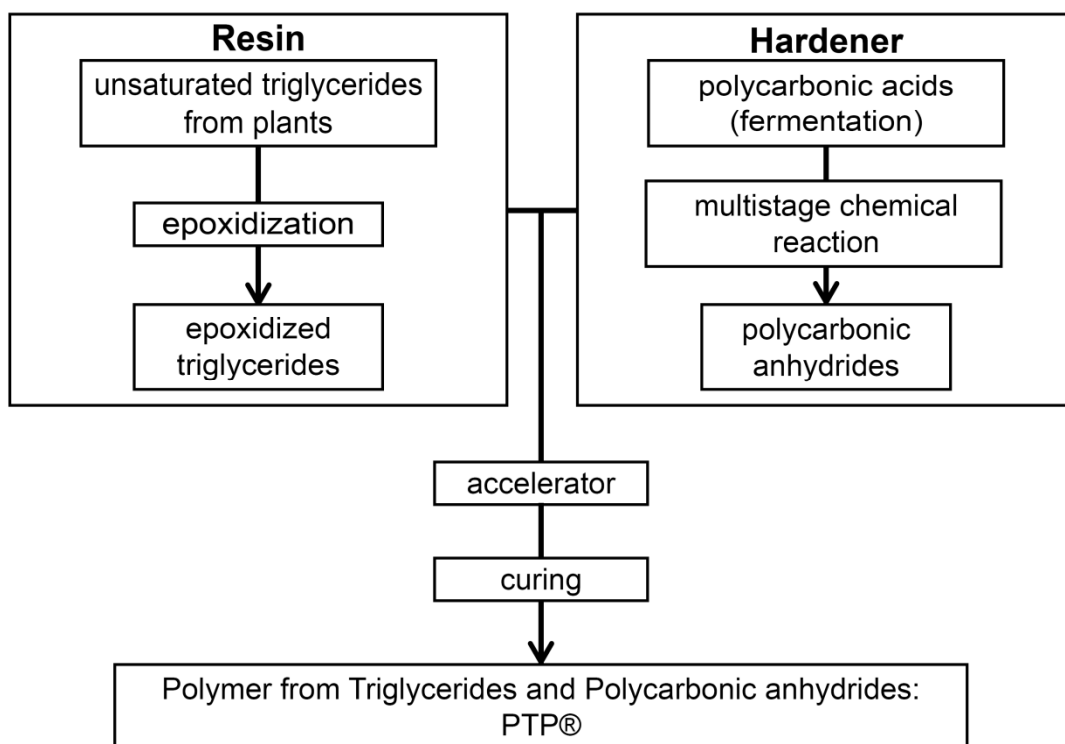 Resin
unsaturated triglycerides
from plants
epoxidization
epoxidized
triglycerides
Hardener
polycarbonic acids
(fermentation)
multistage chemical
reaction
polycarbonic
anhydrides
accelerator
curing
Polymer from Triglycerides and Polycarbonic anhydrides:
PTP®